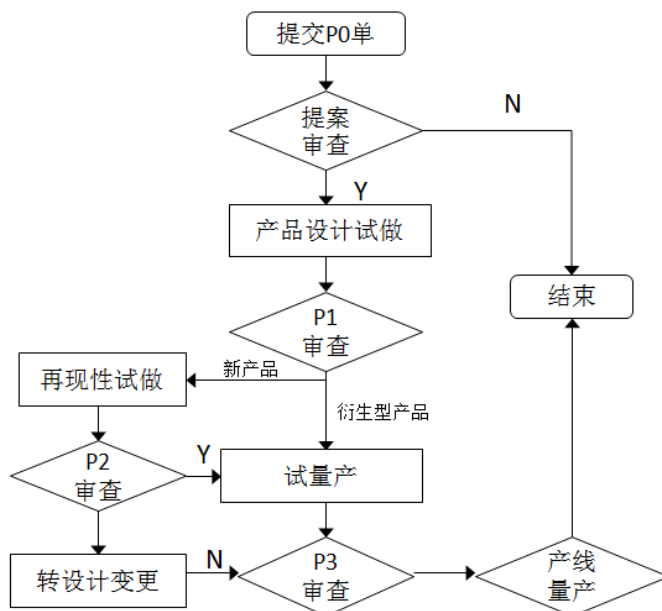 提交P0单
提案
审查
N
Y
产品设计试做
结束
P1
审查
新产品
再现性试做
衍生型产品
P2
审查
Y
试量产
转设计变更
N
P3
审查
产线
量产